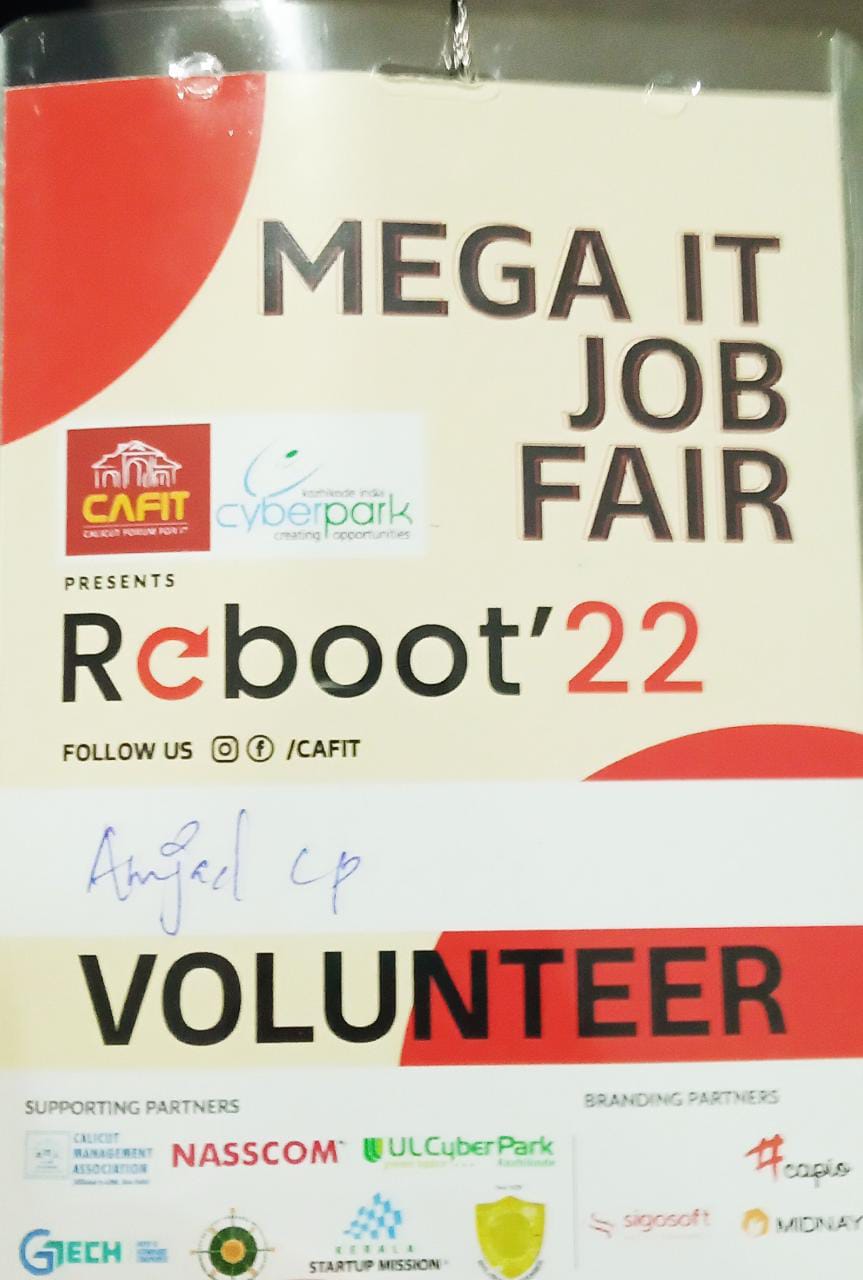 MEGA IT
JOB
FAIR
CAFIT
CALICUT FORUM FOR IT
kozhikode india
cyberpark
creating opportunities
PRESENTS
Reboot'22
FOLLOW US /CAFIT
Amjad CP
VOLUNTEER
SUPPORTING PARTNERS
BRANDING PARTNERS
CALICUT
MANAGEMENT
ASSOCIATION
NASSCOM
ULCyberPark
Kozhikode
#capio
GTECH
KERALA
STARTUP MISSION
sigosoft
MIDNAY